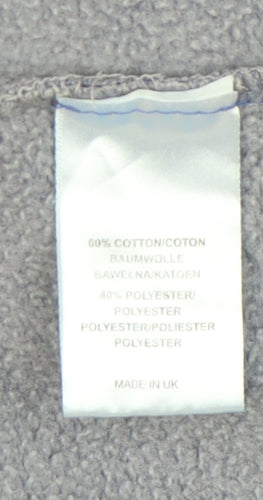 60% COTTON/COTON
BAUMWOLLE
BAWEŁNA/KATOEN
40% POLYESTER/
POLYESTER
POLYESTER/POLIESTER
POLYESTER
MADE IN UK